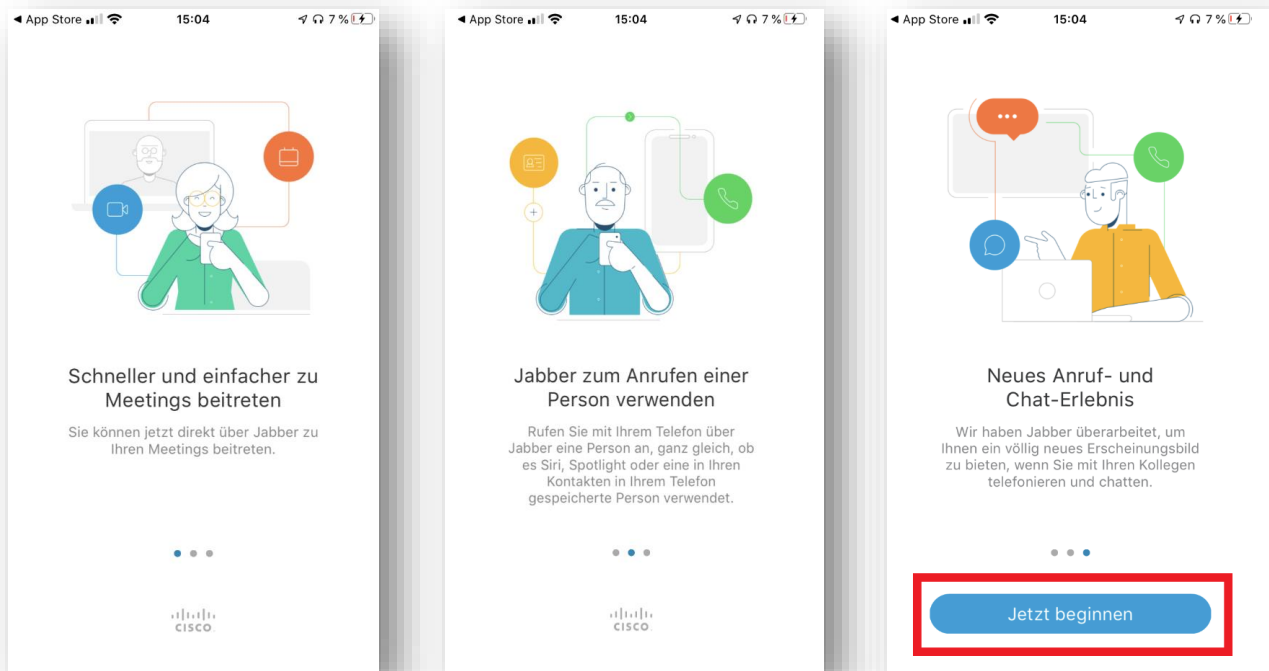 App Store
15:04
7 %
Schneller und einfacher zu
Meetings beitreten
Sie können jetzt direkt über Jabber zu
Ihren Meetings beitreten.
CISCO
App Store
15:04
7 %
Jabber zum Anrufen einer
Person verwenden
Rufen Sie mit Ihrem Telefon über
Jabber eine Person an, ganz gleich, ob
es Siri, Spotlight oder eine in Ihren
Kontakten in Ihrem Telefon
gespeicherte Person verwendet.
CISCO
App Store
15:04
7 %
Neues Anruf- und
Chat-Erlebnis
Wir haben Jabber überarbeitet, um
Ihnen ein völlig neues Erscheinungsbild
zu bieten, wenn Sie mit Ihren Kollegen
telefonieren und chatten.
Jetzt beginnen